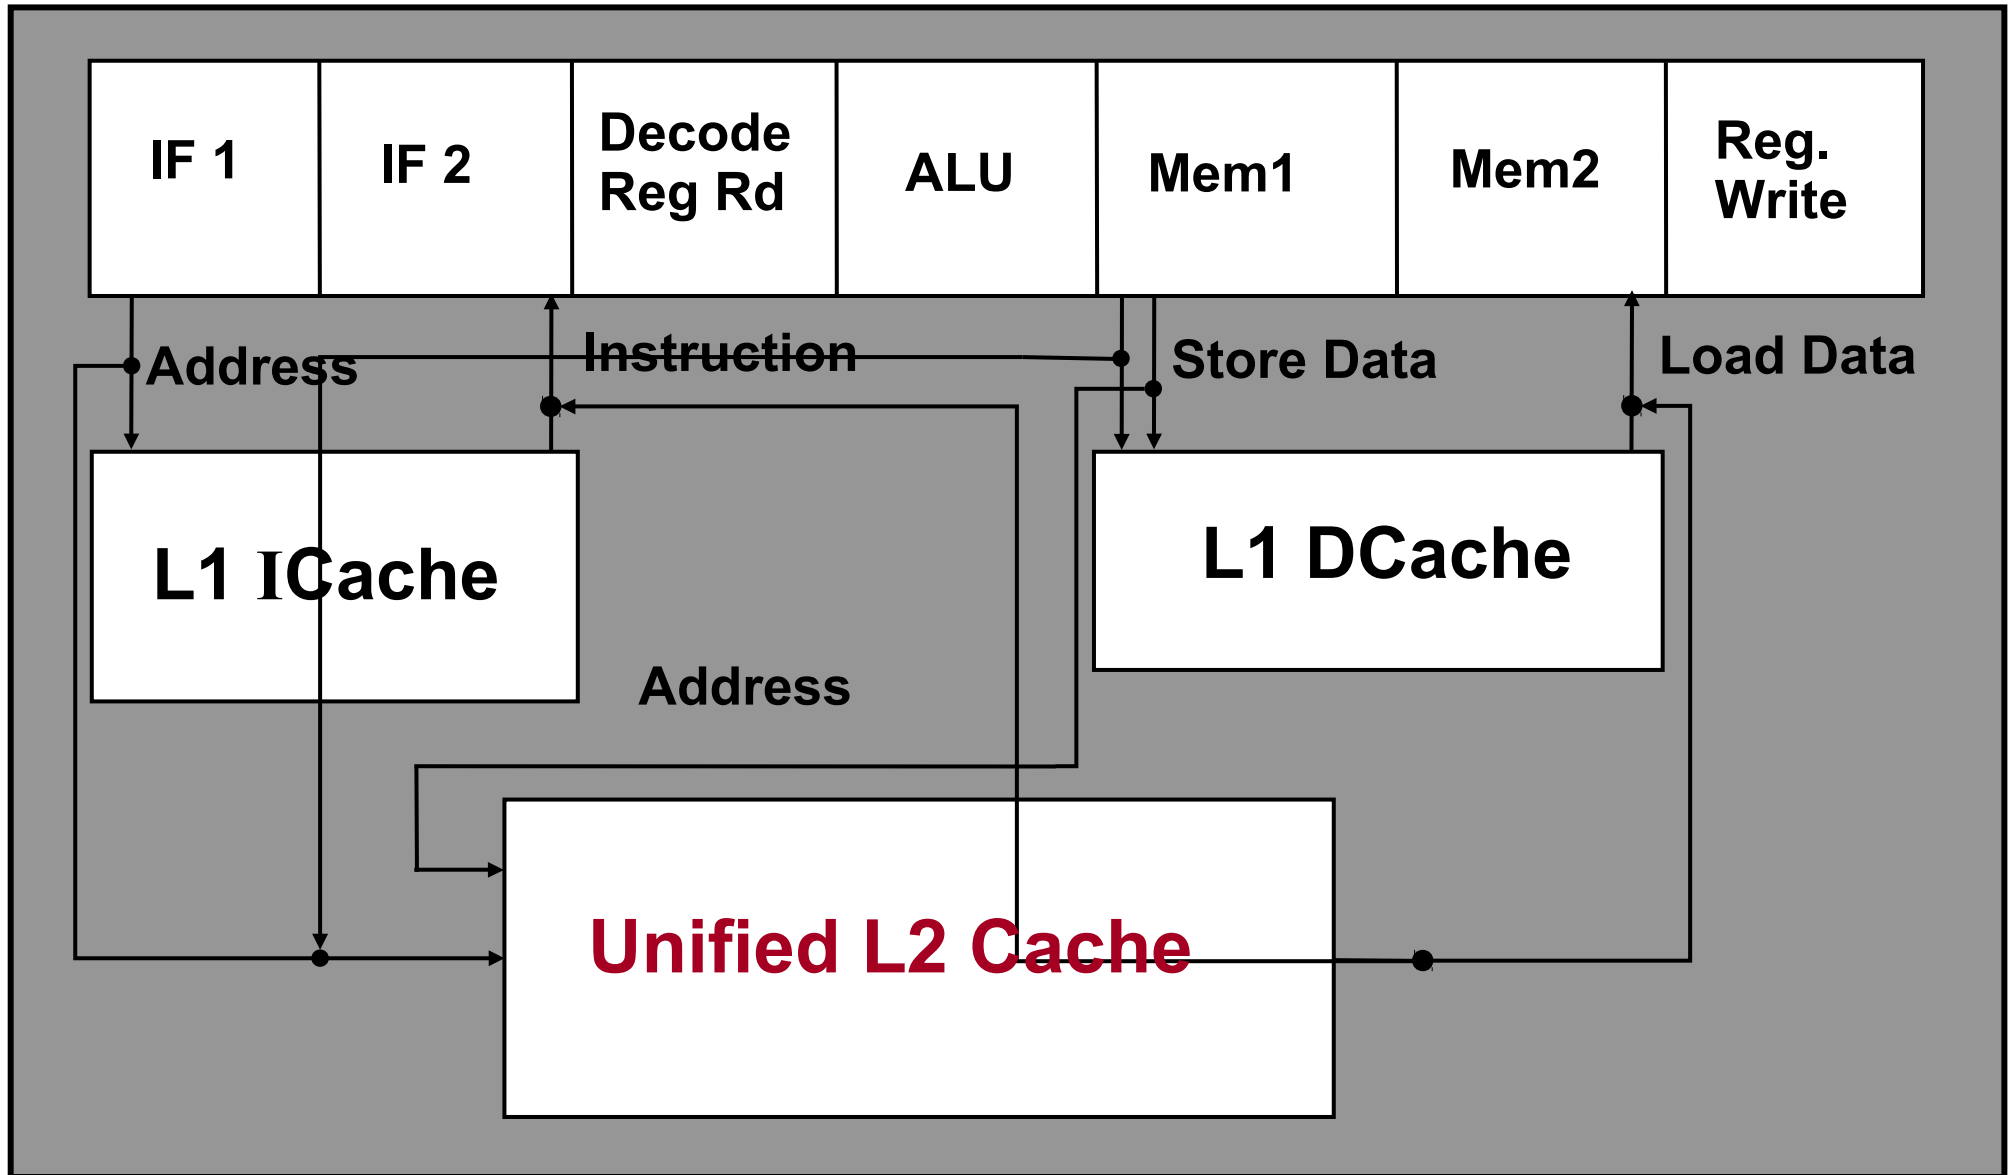 IF 1
IF 2
Decode
Reg Rd
ALU
Mem1
Mem2
Reg.
Write
Address
Instruction
Store Data
Load Data
L1 ICache
L1 DCache
Address
Unified L2 Cache